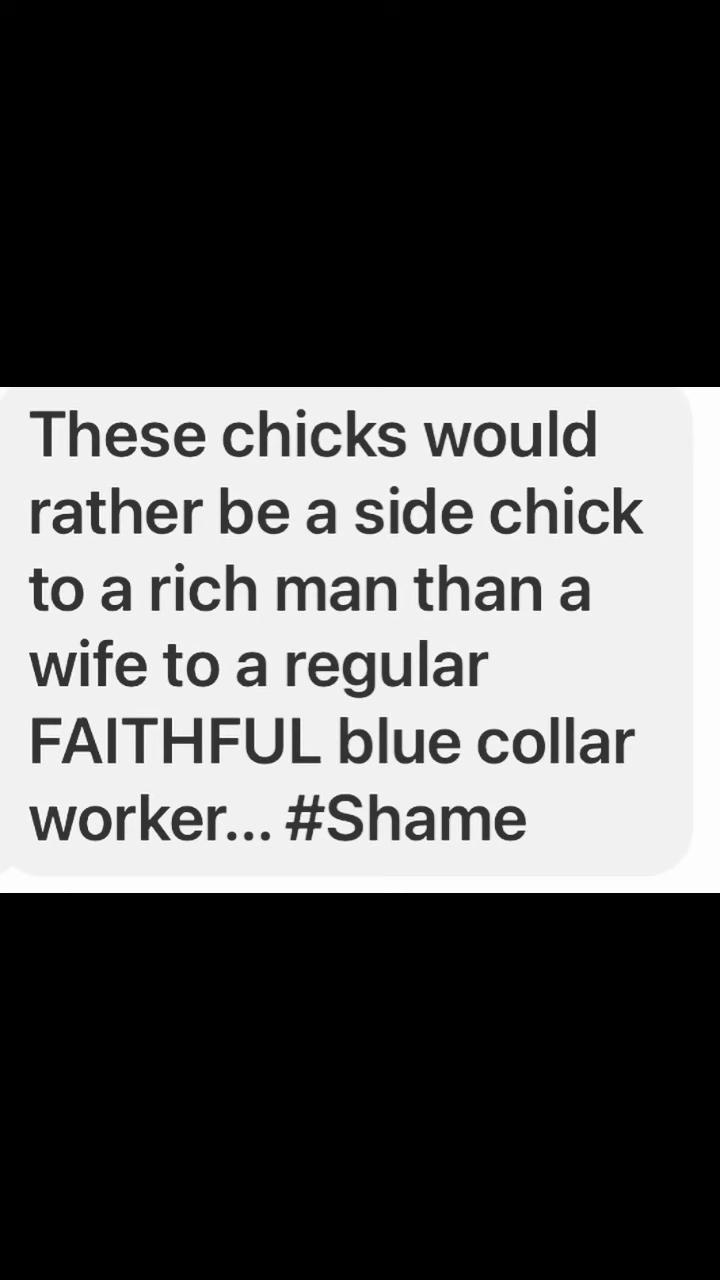 These chicks would
rather be a side chick
to a rich man than a
wife to a regular
FAITHFUL blue collar
worker... #Shame